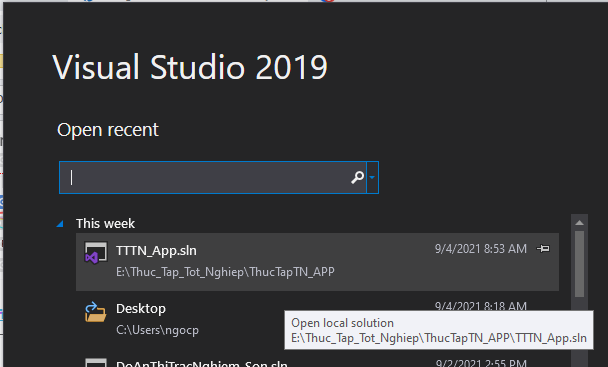 Visual Studio 2019
Open recent
This week
TTTN_App.sln 9/4/2021 8:53 AM
E:\Thuc_Tap_Tot_Nghiep\ThucTapTN_APP
Desktop 9/4/2021 8:18 AM
C:\Users\ngocp
Open local solution
E:\Thuc_Tap_Tot_Nghiep\ThucTapTN_APP\TTTN_App.sln
DoAnThiTracNghiem_Son.sln 9/2/2021 2:55 PM